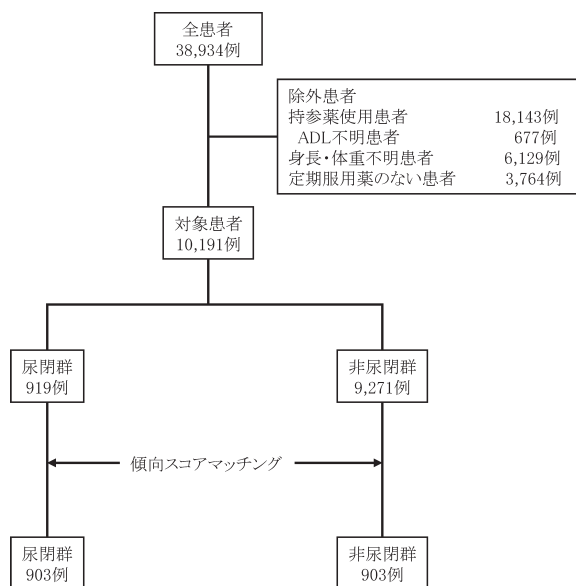 全患者
38,934例
除外患者
持参薬使用患者 18,143例
ADL不明患者 677例
身長・体重不明患者 6,129例
定期服用薬のない患者 3,764例
対象患者
10,191例
尿閉群
919例
非尿閉群
9,271例
傾向スコアマッチング
尿閉群
903例
非尿閉群
903例